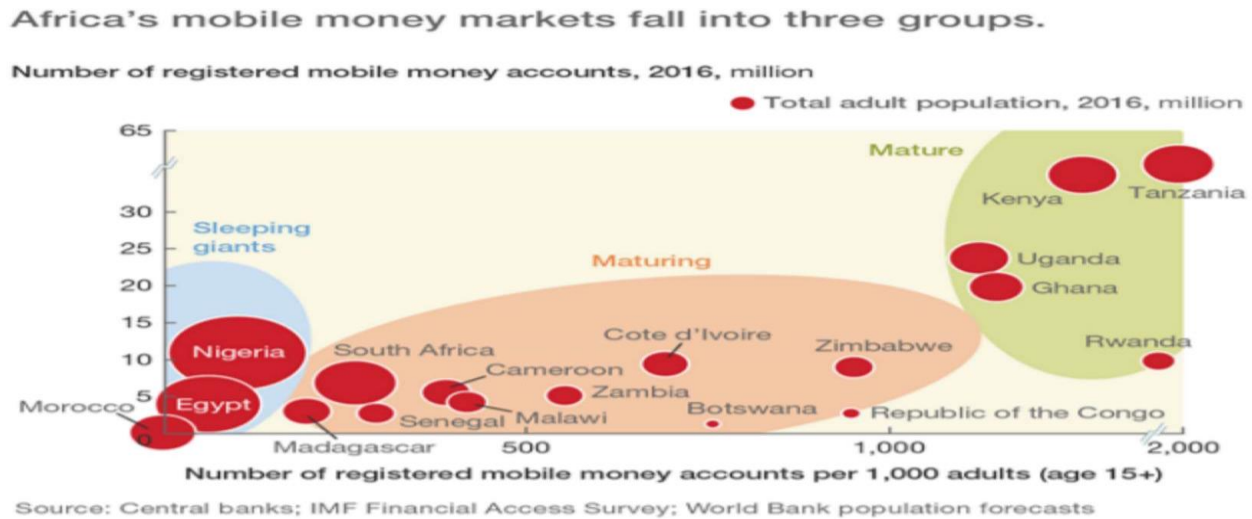 Africa's mobile money markets fall into three groups.
Number of registered mobile money accounts, 2016, million
Total adult population, 2016, million
65
Mature
Kenya
Tanzania
30
Sleeping
giants
25
Maturing
Uganda
20
Ghana
15
Cote d'Ivoire
Zimbabwe
Rwanda
Nigeria
South Africa
10
Cameroon
5
Zambia
Morocco
Egypt
Senegal
Malawi
Botswana
Republic of the Congo
0
Madagascar
500
1,000
2,000
Number of registered mobile money accounts per 1,000 adults (age 15+)
Source: Central banks; IMF Financial Access Survey; World Bank population forecasts